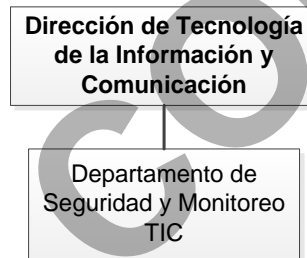 Dirección de Tecnología
de la Información y
Comunicación
Departamento de
Seguridad y Monitoreo
TIC